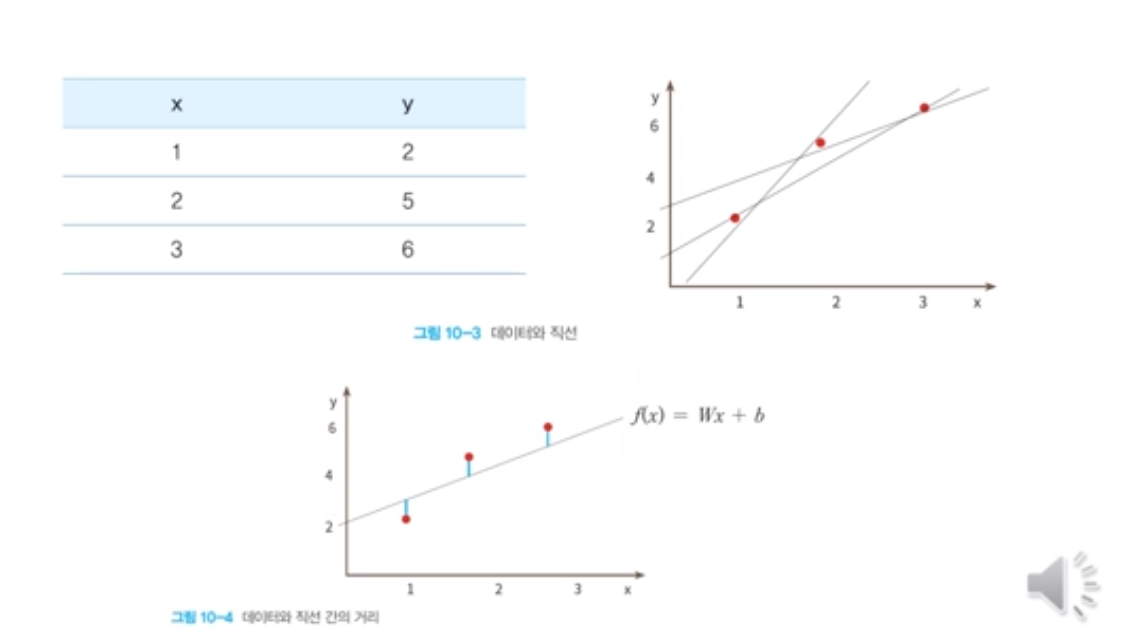 x y
1 2
2 5
3 6
y
6
4
2
1 2 3 x
그림 10-3 데이터와 직선
y
6
4
2
f(x) = Wx + b
1 2 3 x
그림 10-4 데이터와 직선 간의 거리